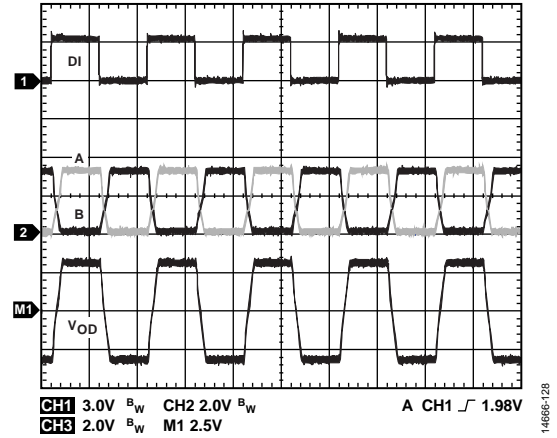 DI
1
A
B
2
M1
VOD
CH1 3.0V BW CH2 2.0V BW A CH1 1.98V
CH3 2.0V BW M1 2.5V
14666-128